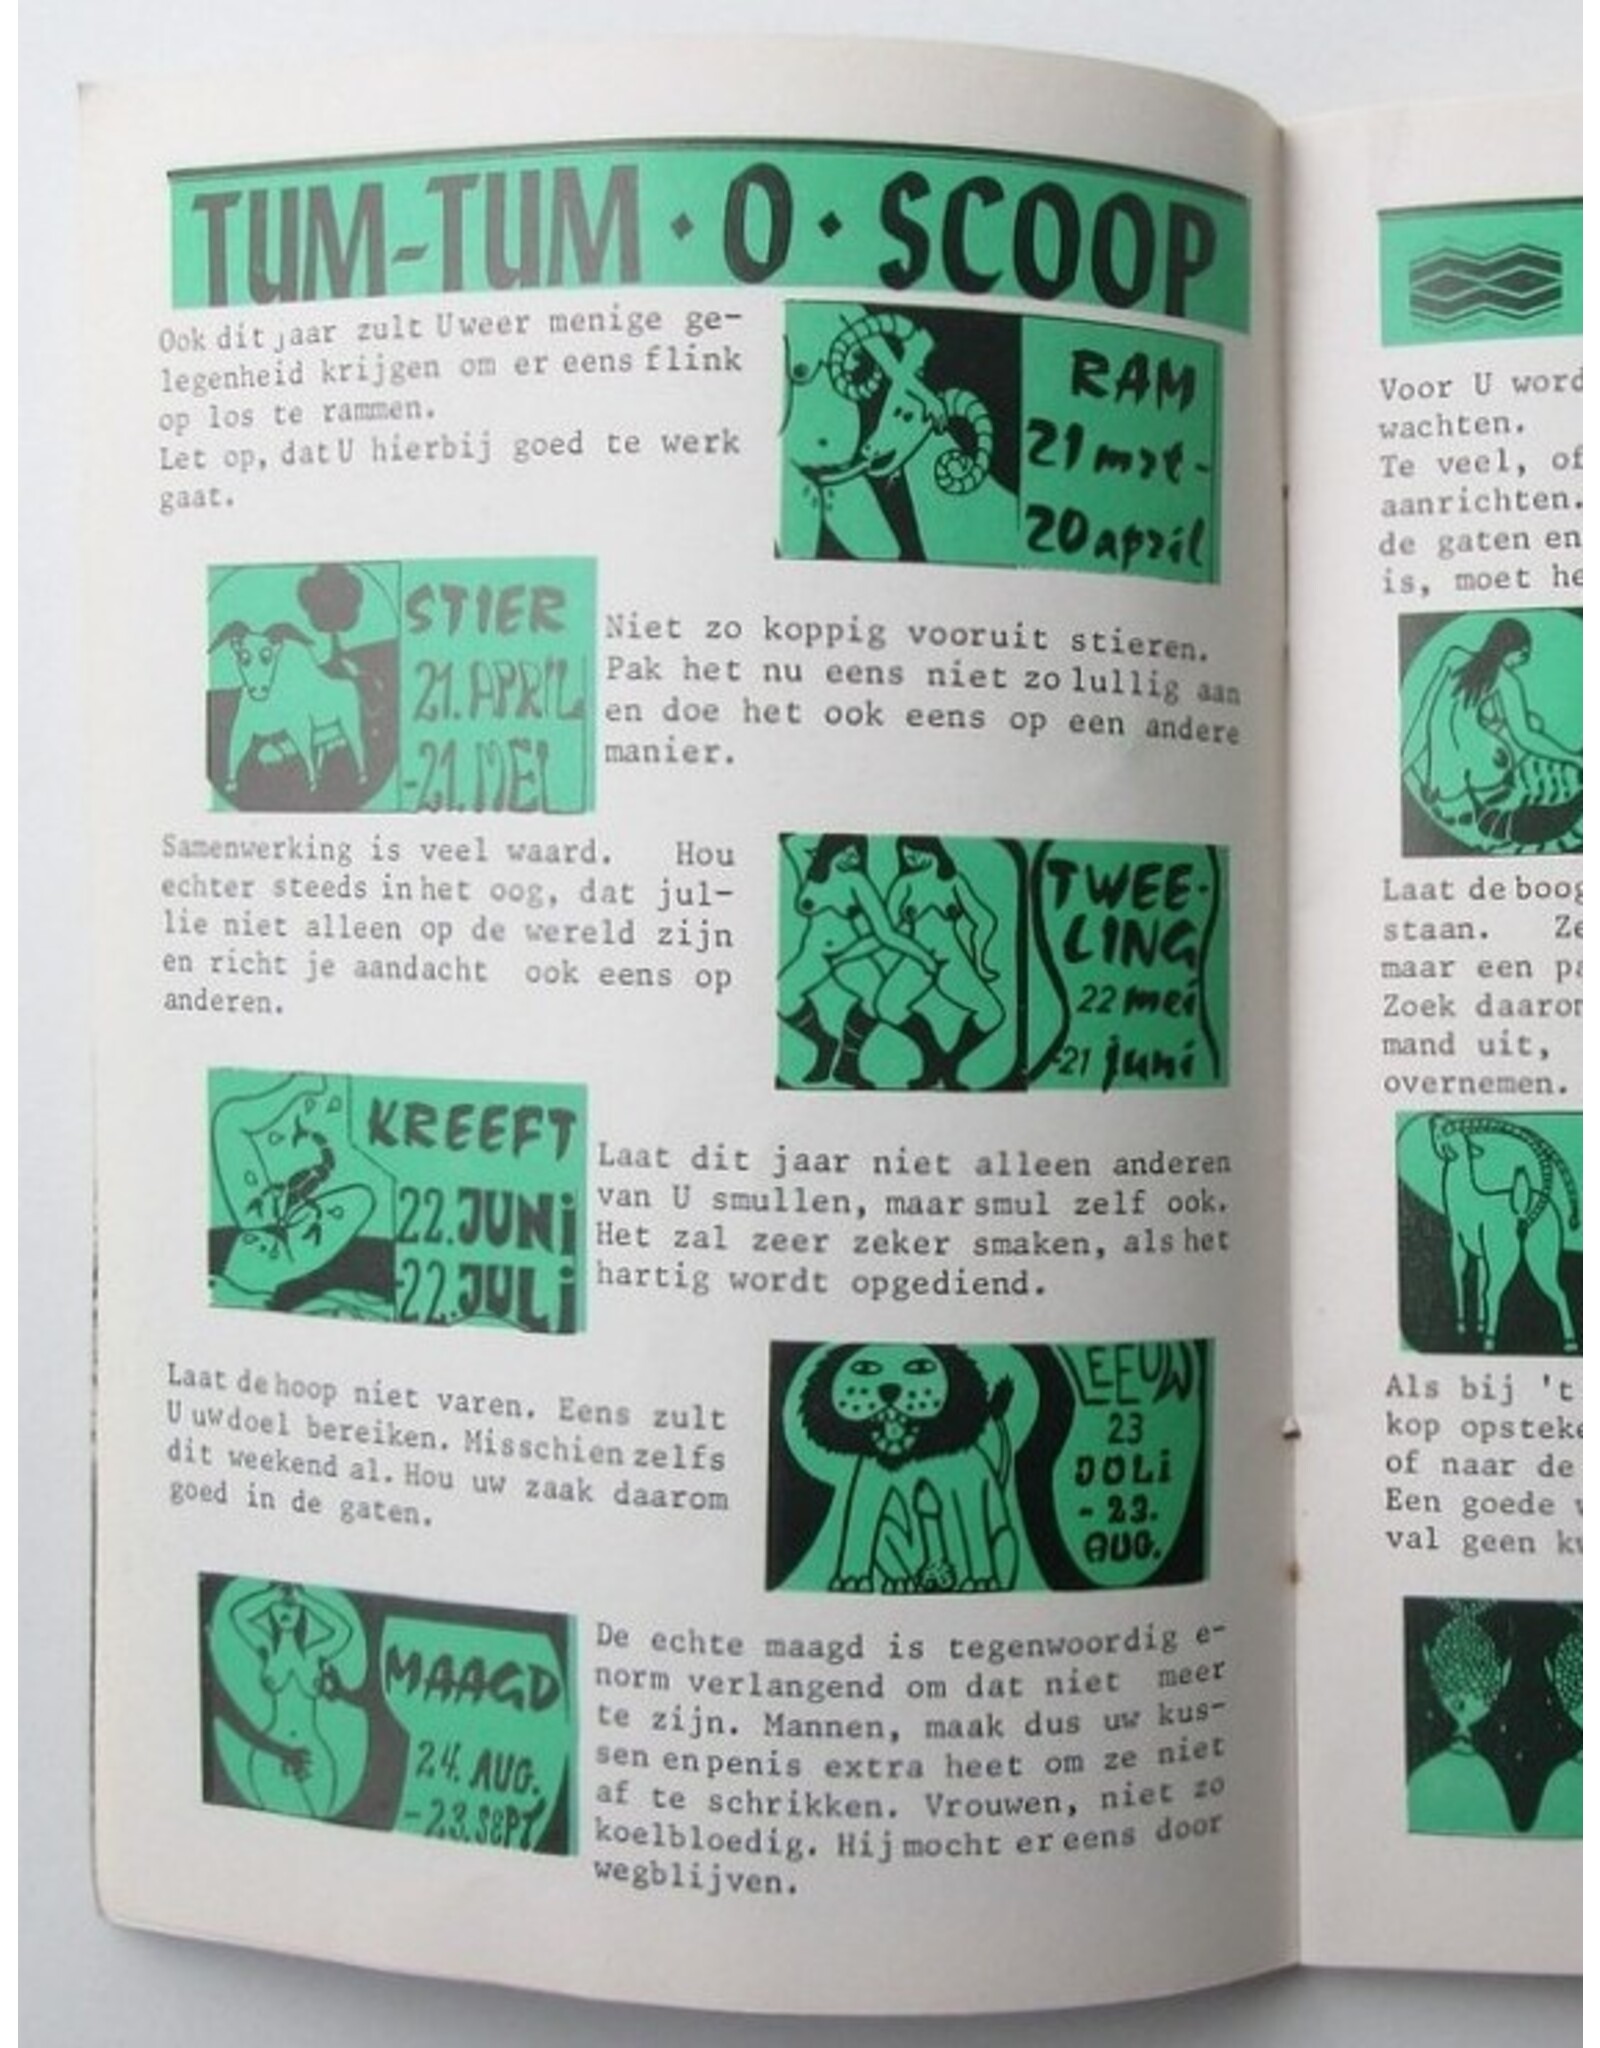 TUM-TUM · O · SCOOP
Ook dit jaar zult U weer menige ge-
legenheid krijgen om er eens flink
op los te rammen.
Let op, dat U hierbij goed te werk
gaat.
RAM
21 mrt -
20 april
STIER
21. APRIL
-21. MEI
Niet zo koppig vooruit stieren.
Pak het nu eens niet zo lullig aan
en doe het ook eens op een andere
manier.
Samenwerking is veel waard. Hou
echter steeds in het oog, dat jul-
lie niet alleen op de wereld zijn
en richt je aandacht ook eens op
anderen.
TWEE-
LING
22 mei
-21 juni
KREEFT
22. JUNI
-22. JULI
Laat dit jaar niet alleen anderen
van U smullen, maar smul zelf ook.
Het zal zeer zeker smaken, als het
hartig wordt opgediend.
Laat de hoop niet varen. Eens zult
U uw doel bereiken. Misschien zelfs
dit weekend al. Hou uw zaak daarom
goed in de gaten.
LEEUW
23
JOLI
- 23.
AUG.
MAAGD
24. AUG.
- 23. SEPT
De echte maagd is tegenwoordig e-
norm verlangend om dat niet meer
te zijn. Mannen, maak dus uw kus-
sen en penis extra heet om ze niet
af te schrikken. Vrouwen, niet zo
koelbloedig. Hij mocht er eens door
wegblijven.
Voor U word
wachten.
Te veel, of
aanrichten.
de gaten en
is, moet he
Laat de boog
staan. Ze
maar een pa
Zoek daarom
mand uit,
overnemen.
Als bij 't
kop opsteke
of naar de
Een goede
val geen